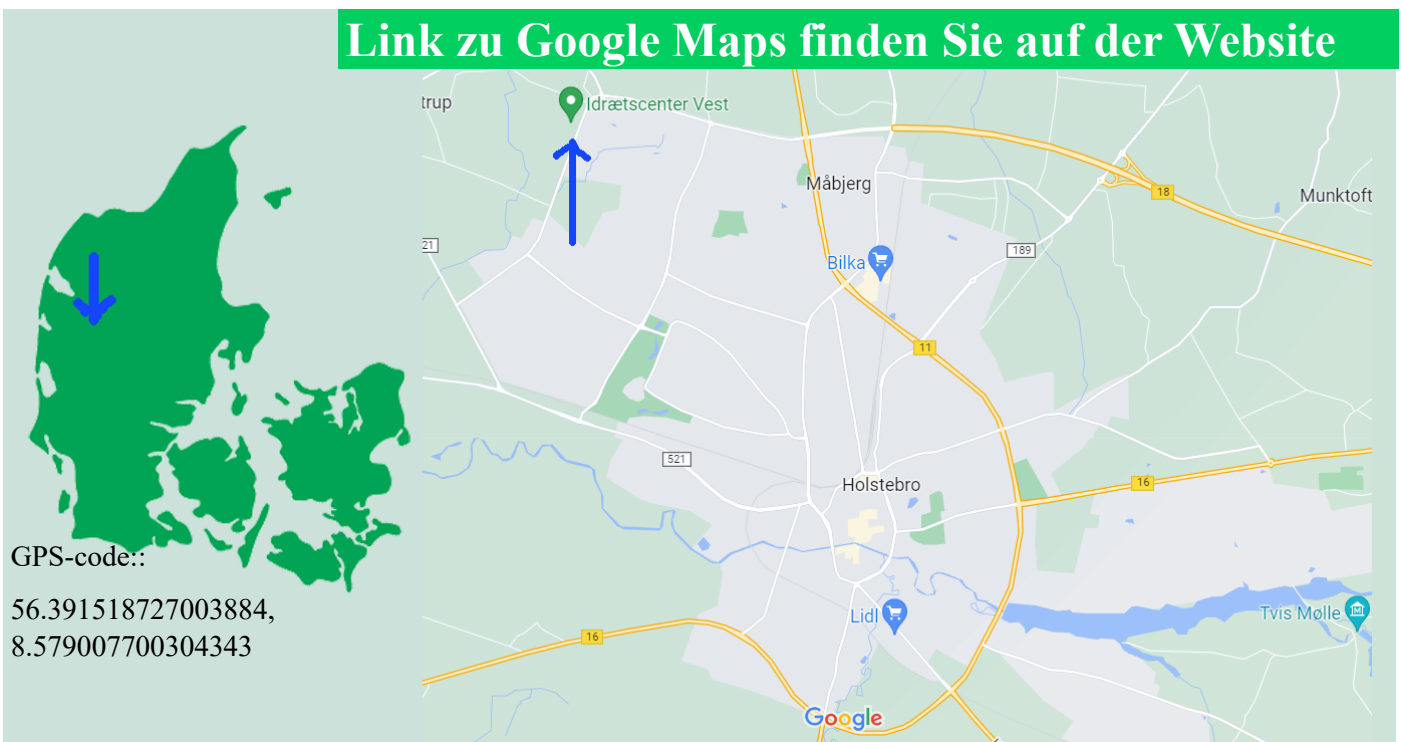 Link zu Google Maps finden Sie auf der Website
trup
Idrætscenter Vest
Måbjerg
18
Munktoft
21
189
Bilka
11
521
Holstebro
16
GPS-code::
56.391518727003884,
8.579007700304343
Lidl
Tvis Mølle
16
Google